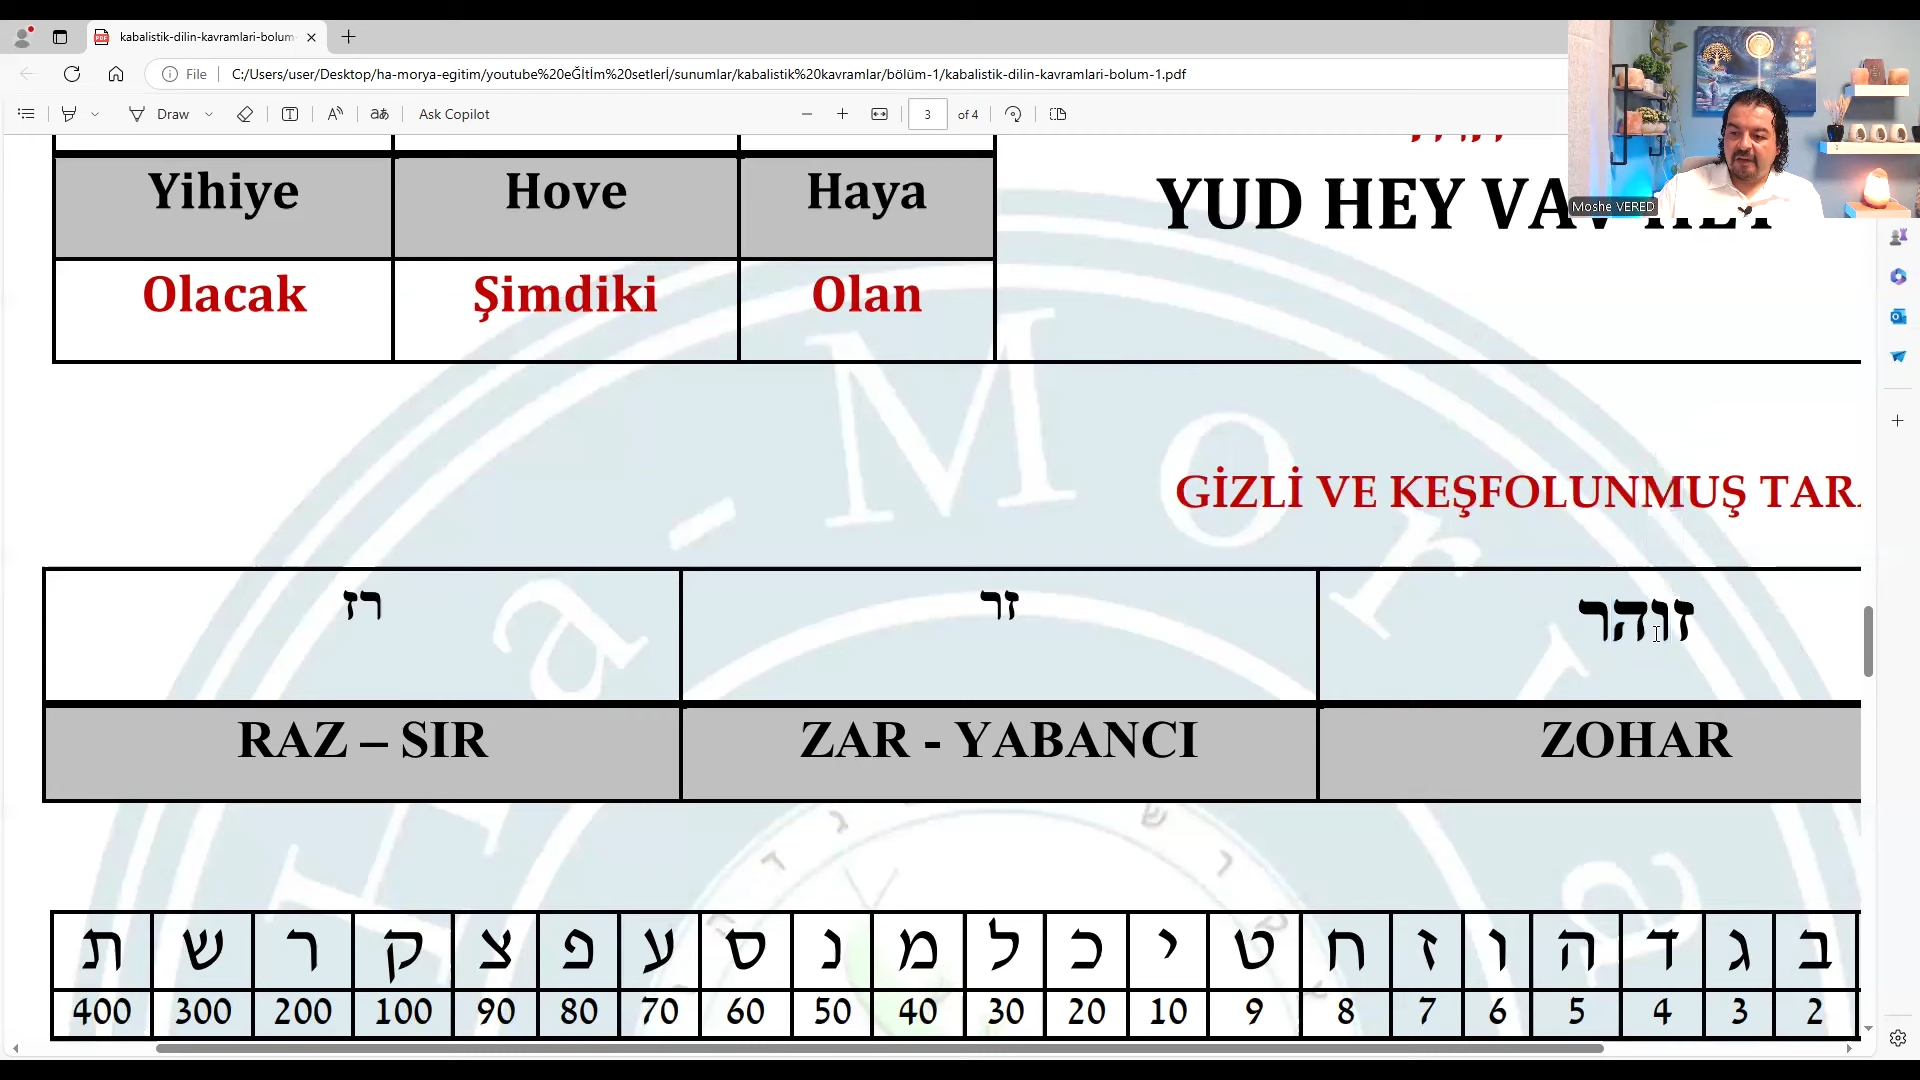 kabalistik-dilin-kavramlari-bolum-
File
C:/Users/user/Desktop/ha-morya-egitim/youtube%20eĞİtİm%20setlerİ/sunumlar/kabalistik%20kavramlar/bölüm-1/kabalistik-dilin-kavramlari-bolum-1.pdf
Draw
Ask Copilot
3 of 4
Moshe VERED
Yihiye Hove Haya
YUD HEY VAV HEY
Olacak Şimdiki Olan
GİZLİ VE KEŞFOLUNMUŞ TAR
רז זר זוהר
RAZ – SIR ZAR - YABANCI ZOHAR
ת ש ר ק צ פ ע ס נ מ ל כ י ט ח ז ו ה ד ג ב
400 300 200 100 90 80 70 60 50 40 30 20 10 9 8 7 6 5 4 3 2
Ha-Mor